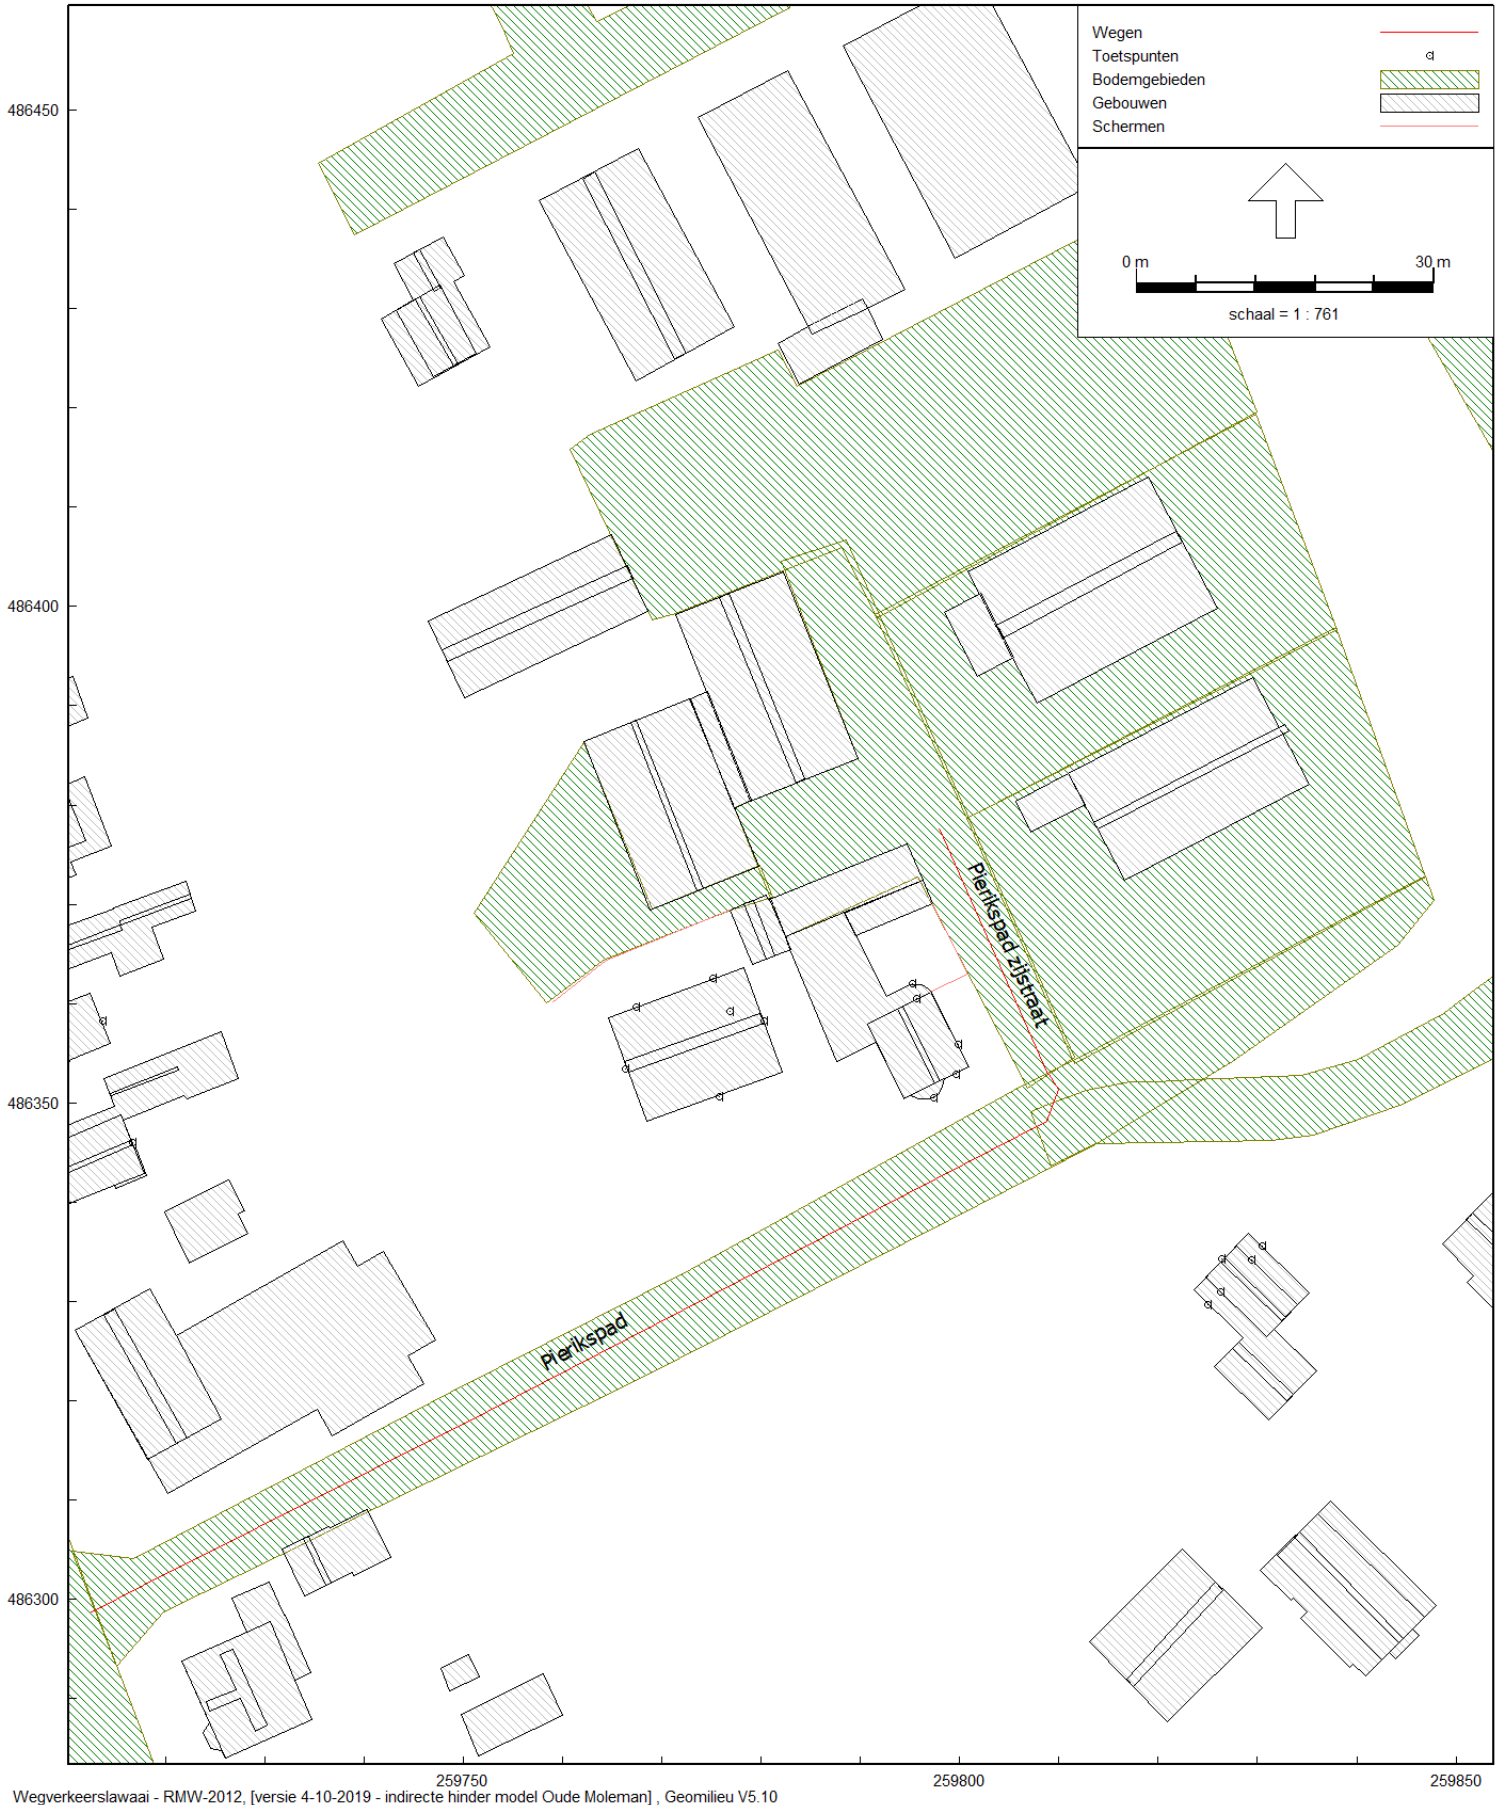 Wegen
Toetspunten
Bodemgebieden
Gebouwen
Schermen
0 m 30 m
schaal = 1 : 761
486450
486400
486350
486300
Pierikspad zijstraat
Pierikspad
259750 259800 259850
Wegverkeerslawaai - RMW-2012, [versie 4-10-2019 - indirecte hinder model Oude Moleman] , Geomilieu V5.10